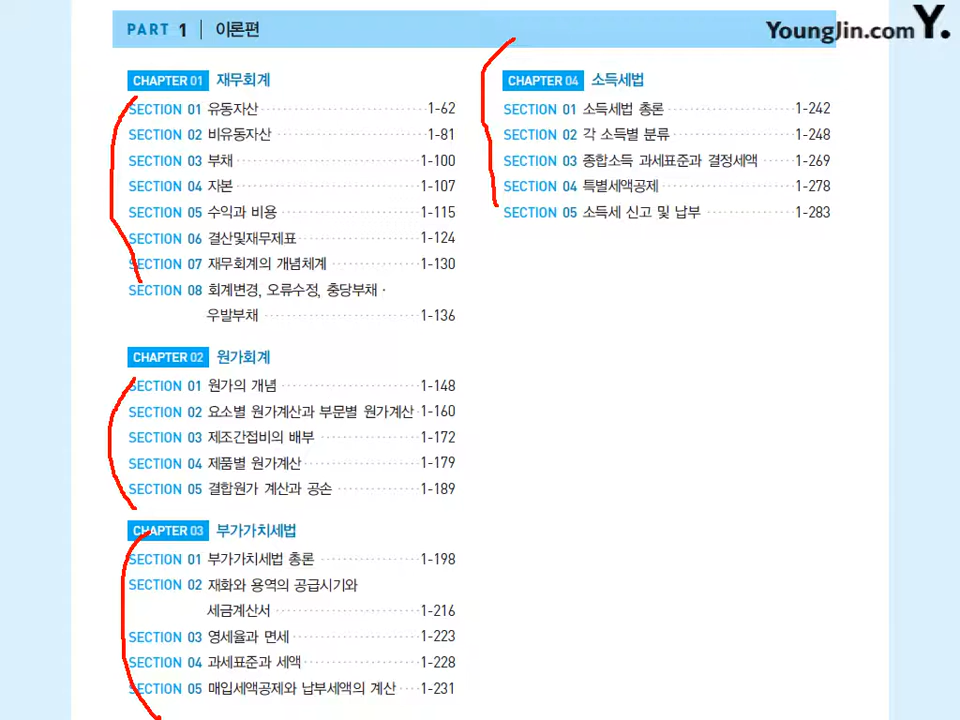 PART 1 | 이론편
YoungJin.com Y.
CHAPTER 01 재무회계
SECTION 01 유동자산 1-62
SECTION 02 비유동자산 1-81
SECTION 03 부채 1-100
SECTION 04 자본 1-107
SECTION 05 수익과 비용 1-115
SECTION 06 결산및재무제표 1-124
SECTION 07 재무회계의 개념체계 1-130
SECTION 08 회계변경, 오류수정, 충당부채·
우발부채 1-136
CHAPTER 02 원가회계
SECTION 01 원가의 개념 1-148
SECTION 02 요소별 원가계산과 부문별 원가계산 1-160
SECTION 03 제조간접비의 배부 1-172
SECTION 04 제품별 원가계산 1-179
SECTION 05 결합원가 계산과 공손 1-189
CHAPTER 03 부가가치세법
SECTION 01 부가가치세법 총론 1-198
SECTION 02 재화와 용역의 공급시기와
세금계산서 1-216
SECTION 03 영세율과 면세 1-223
SECTION 04 과세표준과 세액 1-228
SECTION 05 매입세액공제와 납부세액의 계산 1-231
CHAPTER 04 소득세법
SECTION 01 소득세법 총론 1-242
SECTION 02 각 소득별 분류 1-248
SECTION 03 종합소득 과세표준과 결정세액 1-269
SECTION 04 특별세액공제 1-278
SECTION 05 소득세 신고 및 납부 1-283